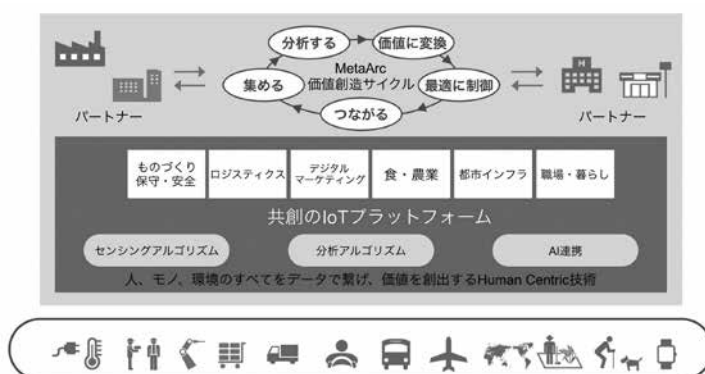 分析する
価値に変換
MetaArc
価値創造サイクル
集める
最適に制御
つながる
パートナー
パートナー
H
ものづくり
保守・安全
ロジスティクス
デジタル
マーケティング
食・農業
都市インフラ
職場・暮らし
共創のIoTプラットフォーム
センシングアルゴリズム
分析アルゴリズム
AI連携
人、モノ、環境のすべてをデータで繋げ、価値を創出するHuman Centric技術